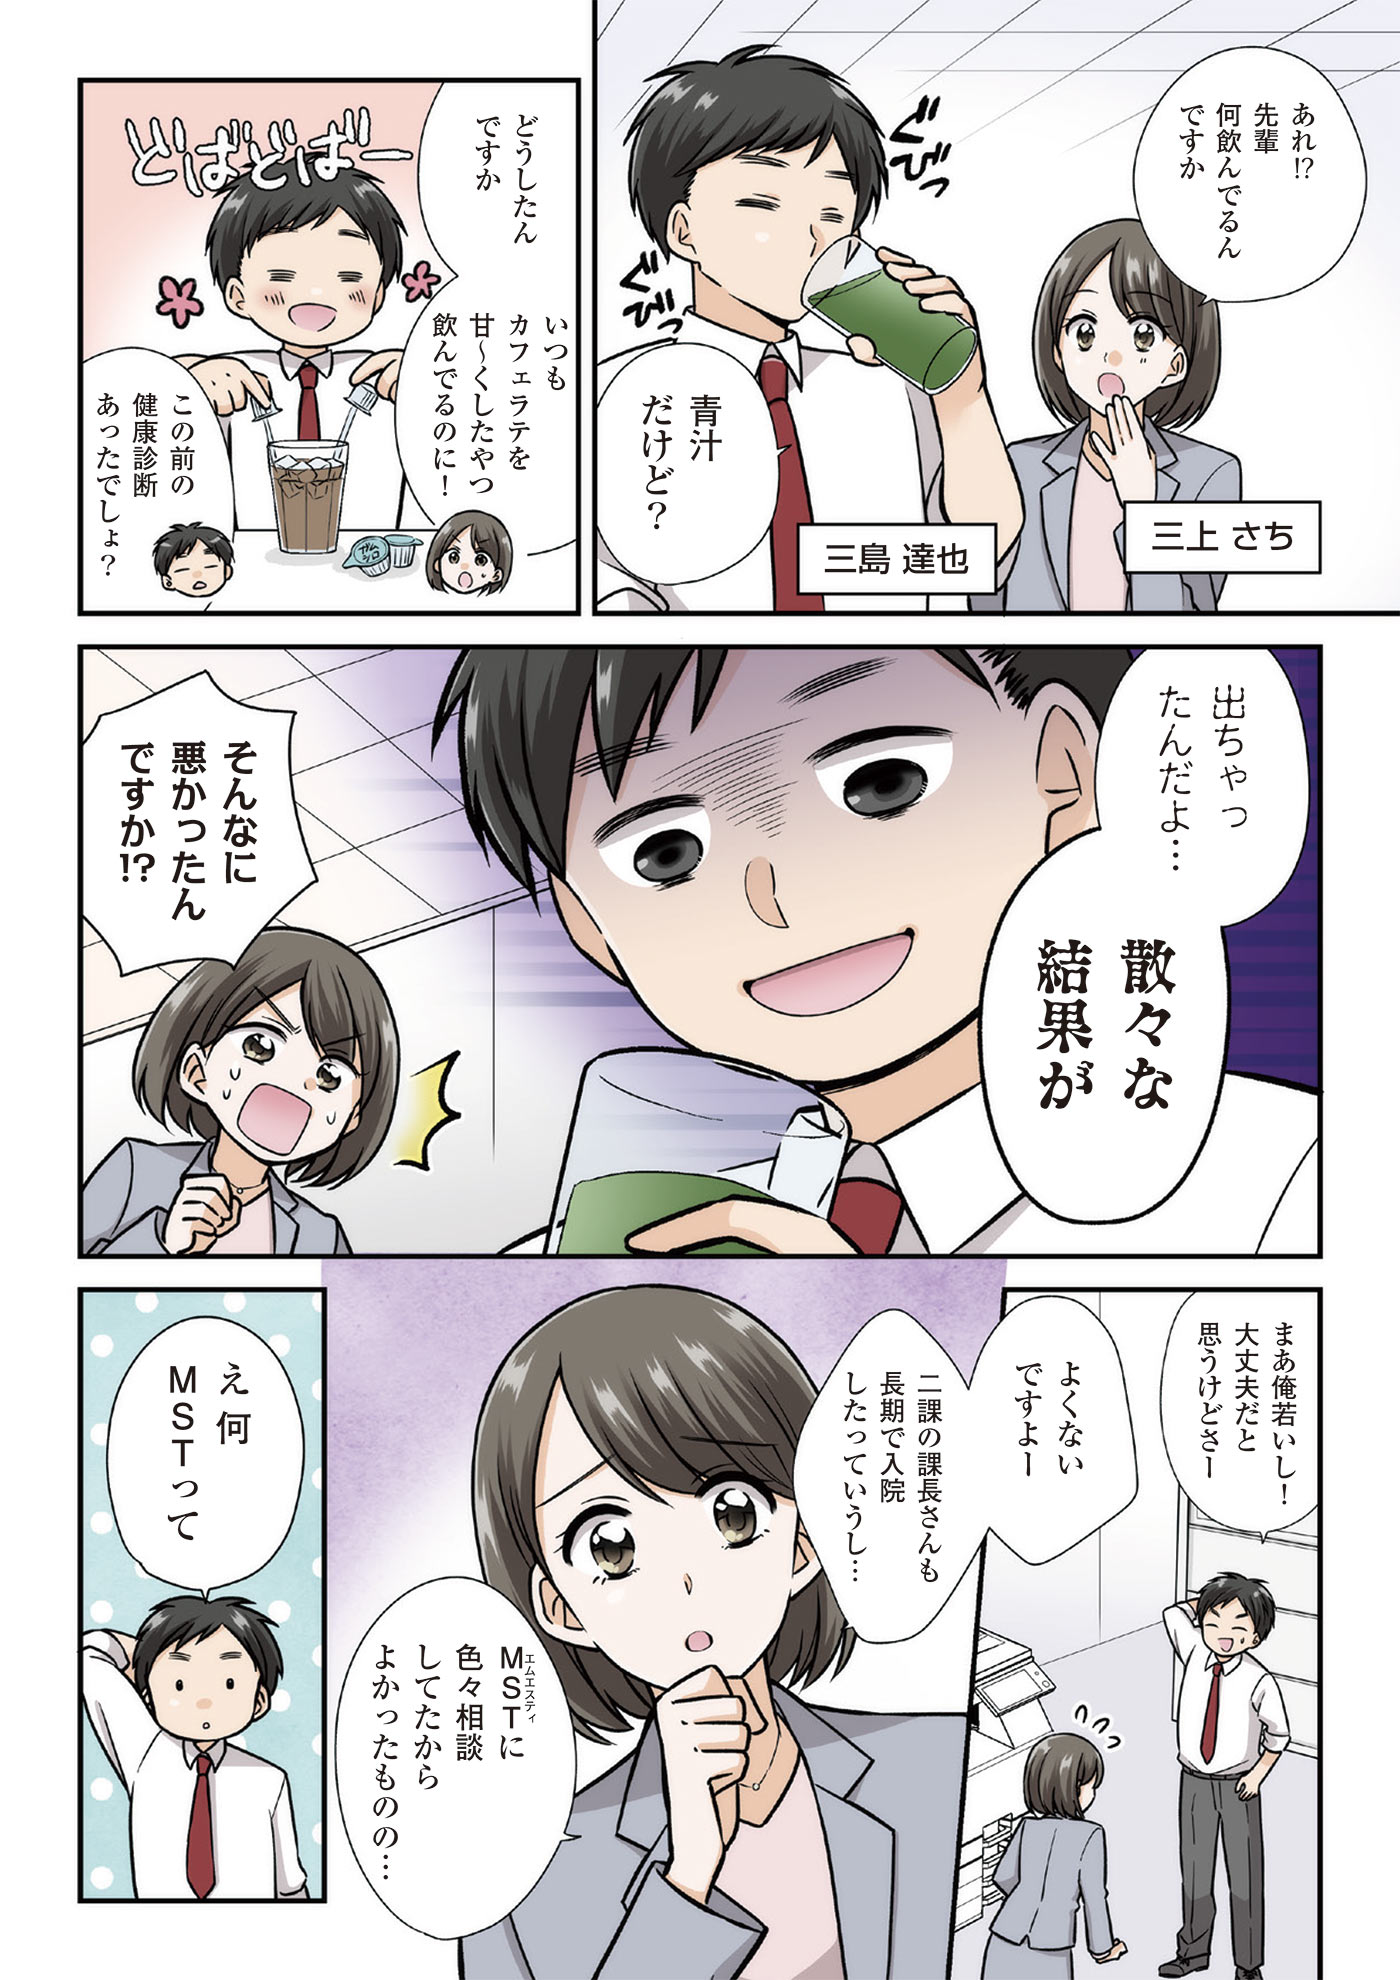 あれ!?
先輩
何飲んでるん
ですか
ぐびっ
ぐびっ
青汁
だけど?
三上 さち
三島 達也
どうしたん
ですか
いつも
カフェラテを
甘~くしたやつ
飲んでるのに!
どばどばー
ガムシロ
この前の
健康診断
あったでしょ?
出ちゃっ
たんだよ…
散々な
結果が
そんなに
悪かったん
ですか!?
まあ俺若いし!
大丈夫だと
思うけどさー
よくない
ですよー
二課の課長さんも
長期で入院
したっていうし…
MSTに
エムエスティ
色々相談
してたから
よかったものの…
え 何
MSTって